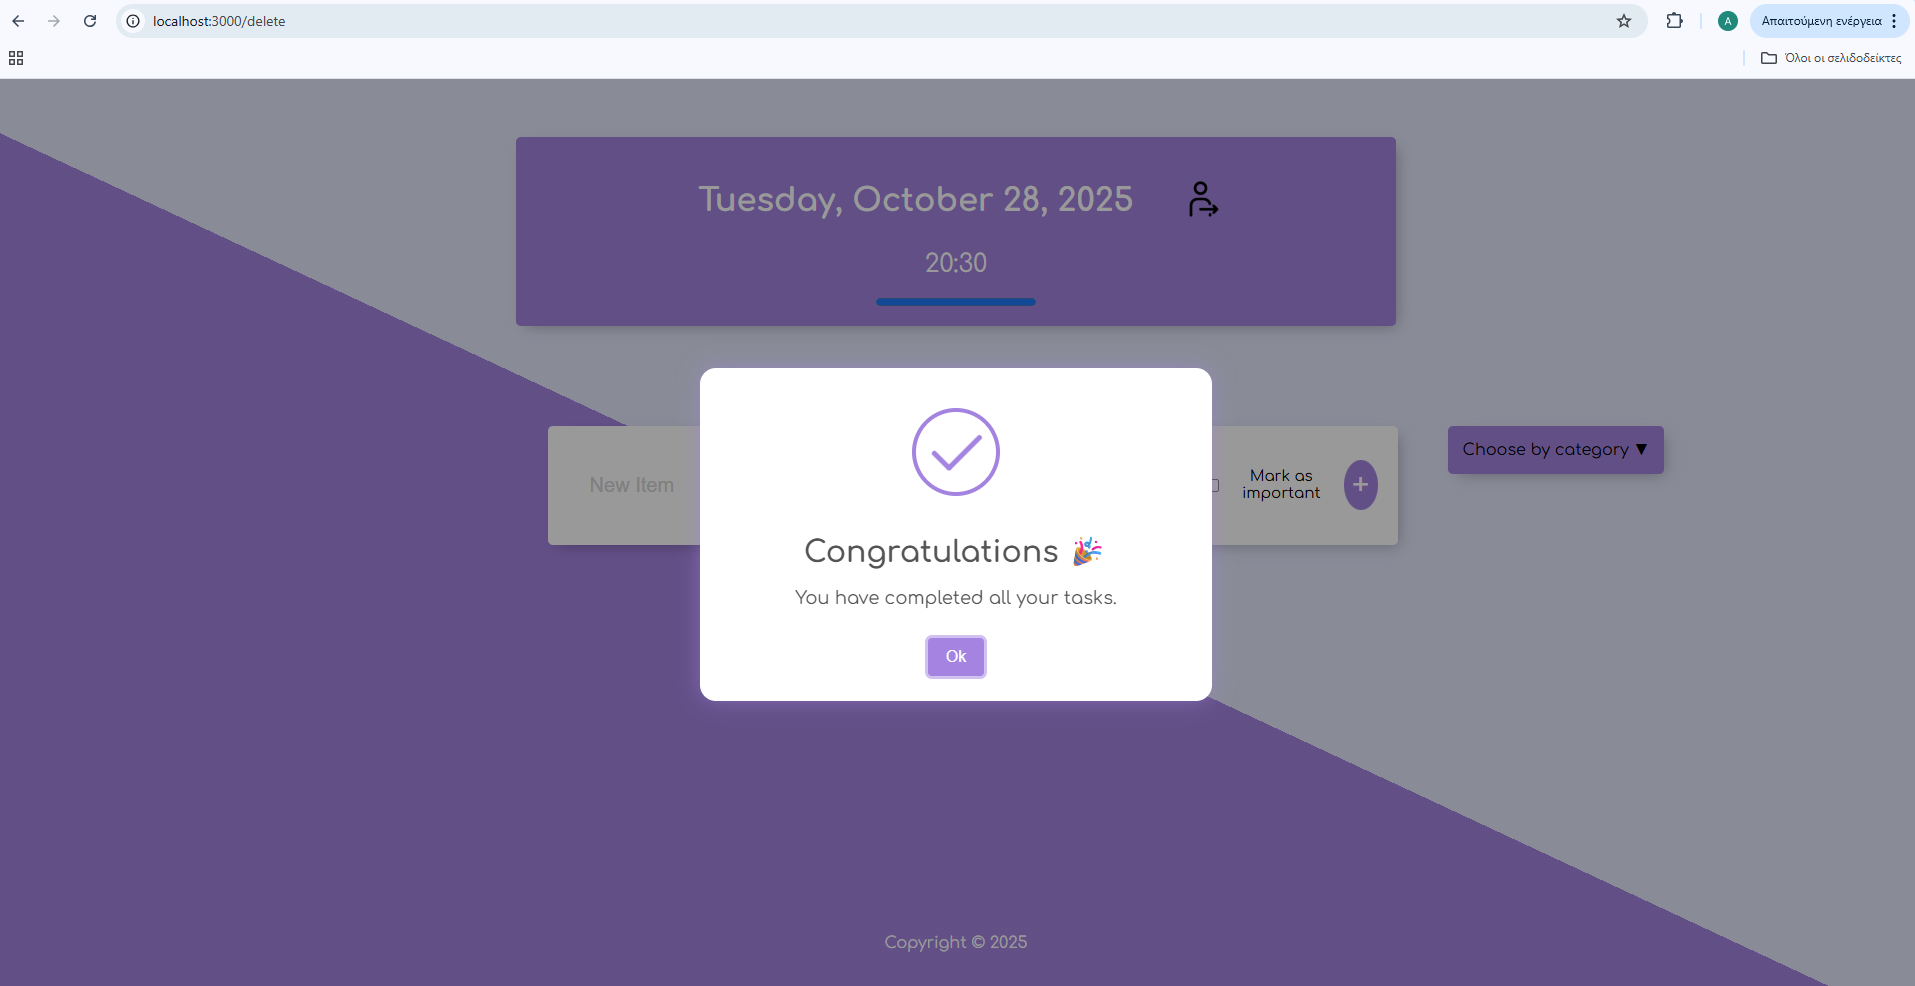 localhost:3000/delete
A
Απαιτούμενη ενέργεια
Όλοι οι σελιδοδείκτες
Tuesday, October 28, 2025
20:30
New Item
Mark as
important
+
Choose by category ▼
Congratulations 🎉
You have completed all your tasks.
Ok
Copyright © 2025